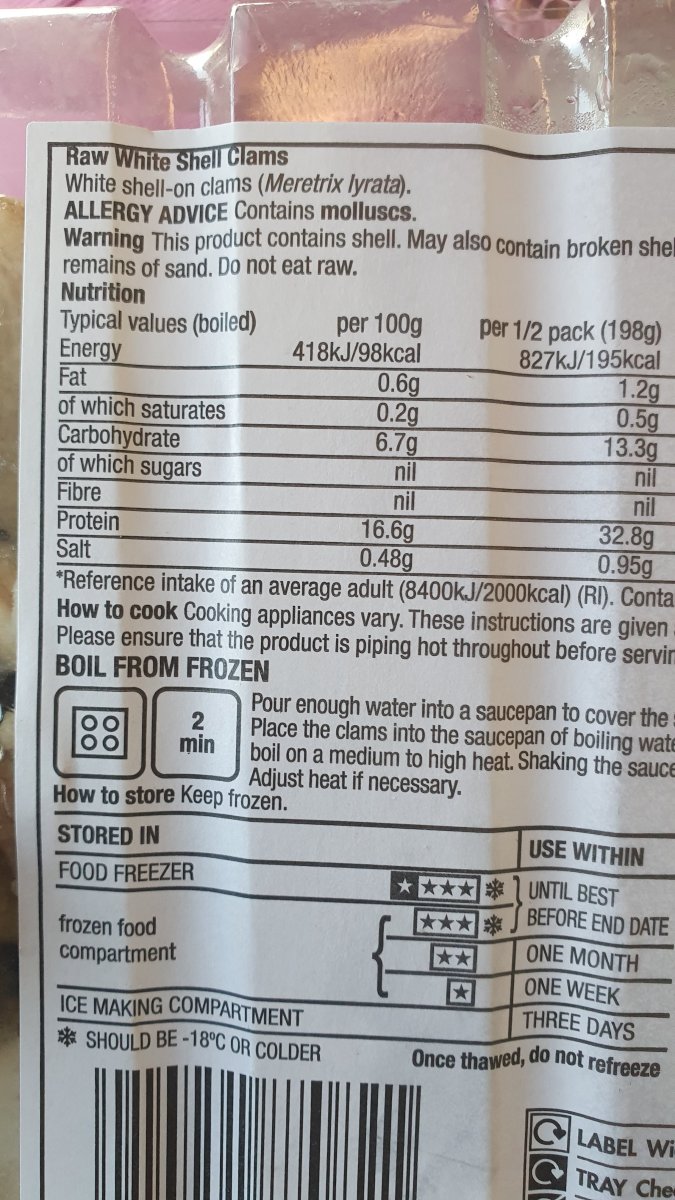 Raw White Shell Clams
White shell-on clams (Meretrix lyrata).
ALLERGY ADVICE Contains molluscs.
Warning This product contains shell. May also contain broken shel
remains of sand. Do not eat raw.
Nutrition
Typical values (boiled) per 100g per 1/2 pack (198g)
Energy 418kJ/98kcal 827kJ/195kcal
Fat 0.6g 1.2g
of which saturates 0.2g 0.5g
Carbohydrate 6.7g 13.3g
of which sugars nil nil
Fibre nil nil
Protein 16.6g 32.8g
Salt 0.48g 0.95g
*Reference intake of an average adult (8400kJ/2000kcal) (RI). Conta
How to cook Cooking appliances vary. These instructions are given
Please ensure that the product is piping hot throughout before servin
BOIL FROM FROZEN
2 min
Pour enough water into a saucepan to cover the
Place the clams into the saucepan of boiling wate
boil on a medium to high heat. Shaking the sauce
Adjust heat if necessary.
How to store Keep frozen.
STORED IN USE WITHIN
FOOD FREEZER UNTIL BEST
BEFORE END DATE
frozen food
compartment ONE MONTH
ONE WEEK
ICE MAKING COMPARTMENT THREE DAYS
SHOULD BE -18°C OR COLDER
Once thawed, do not refreeze
LABEL Wi
TRAY Che